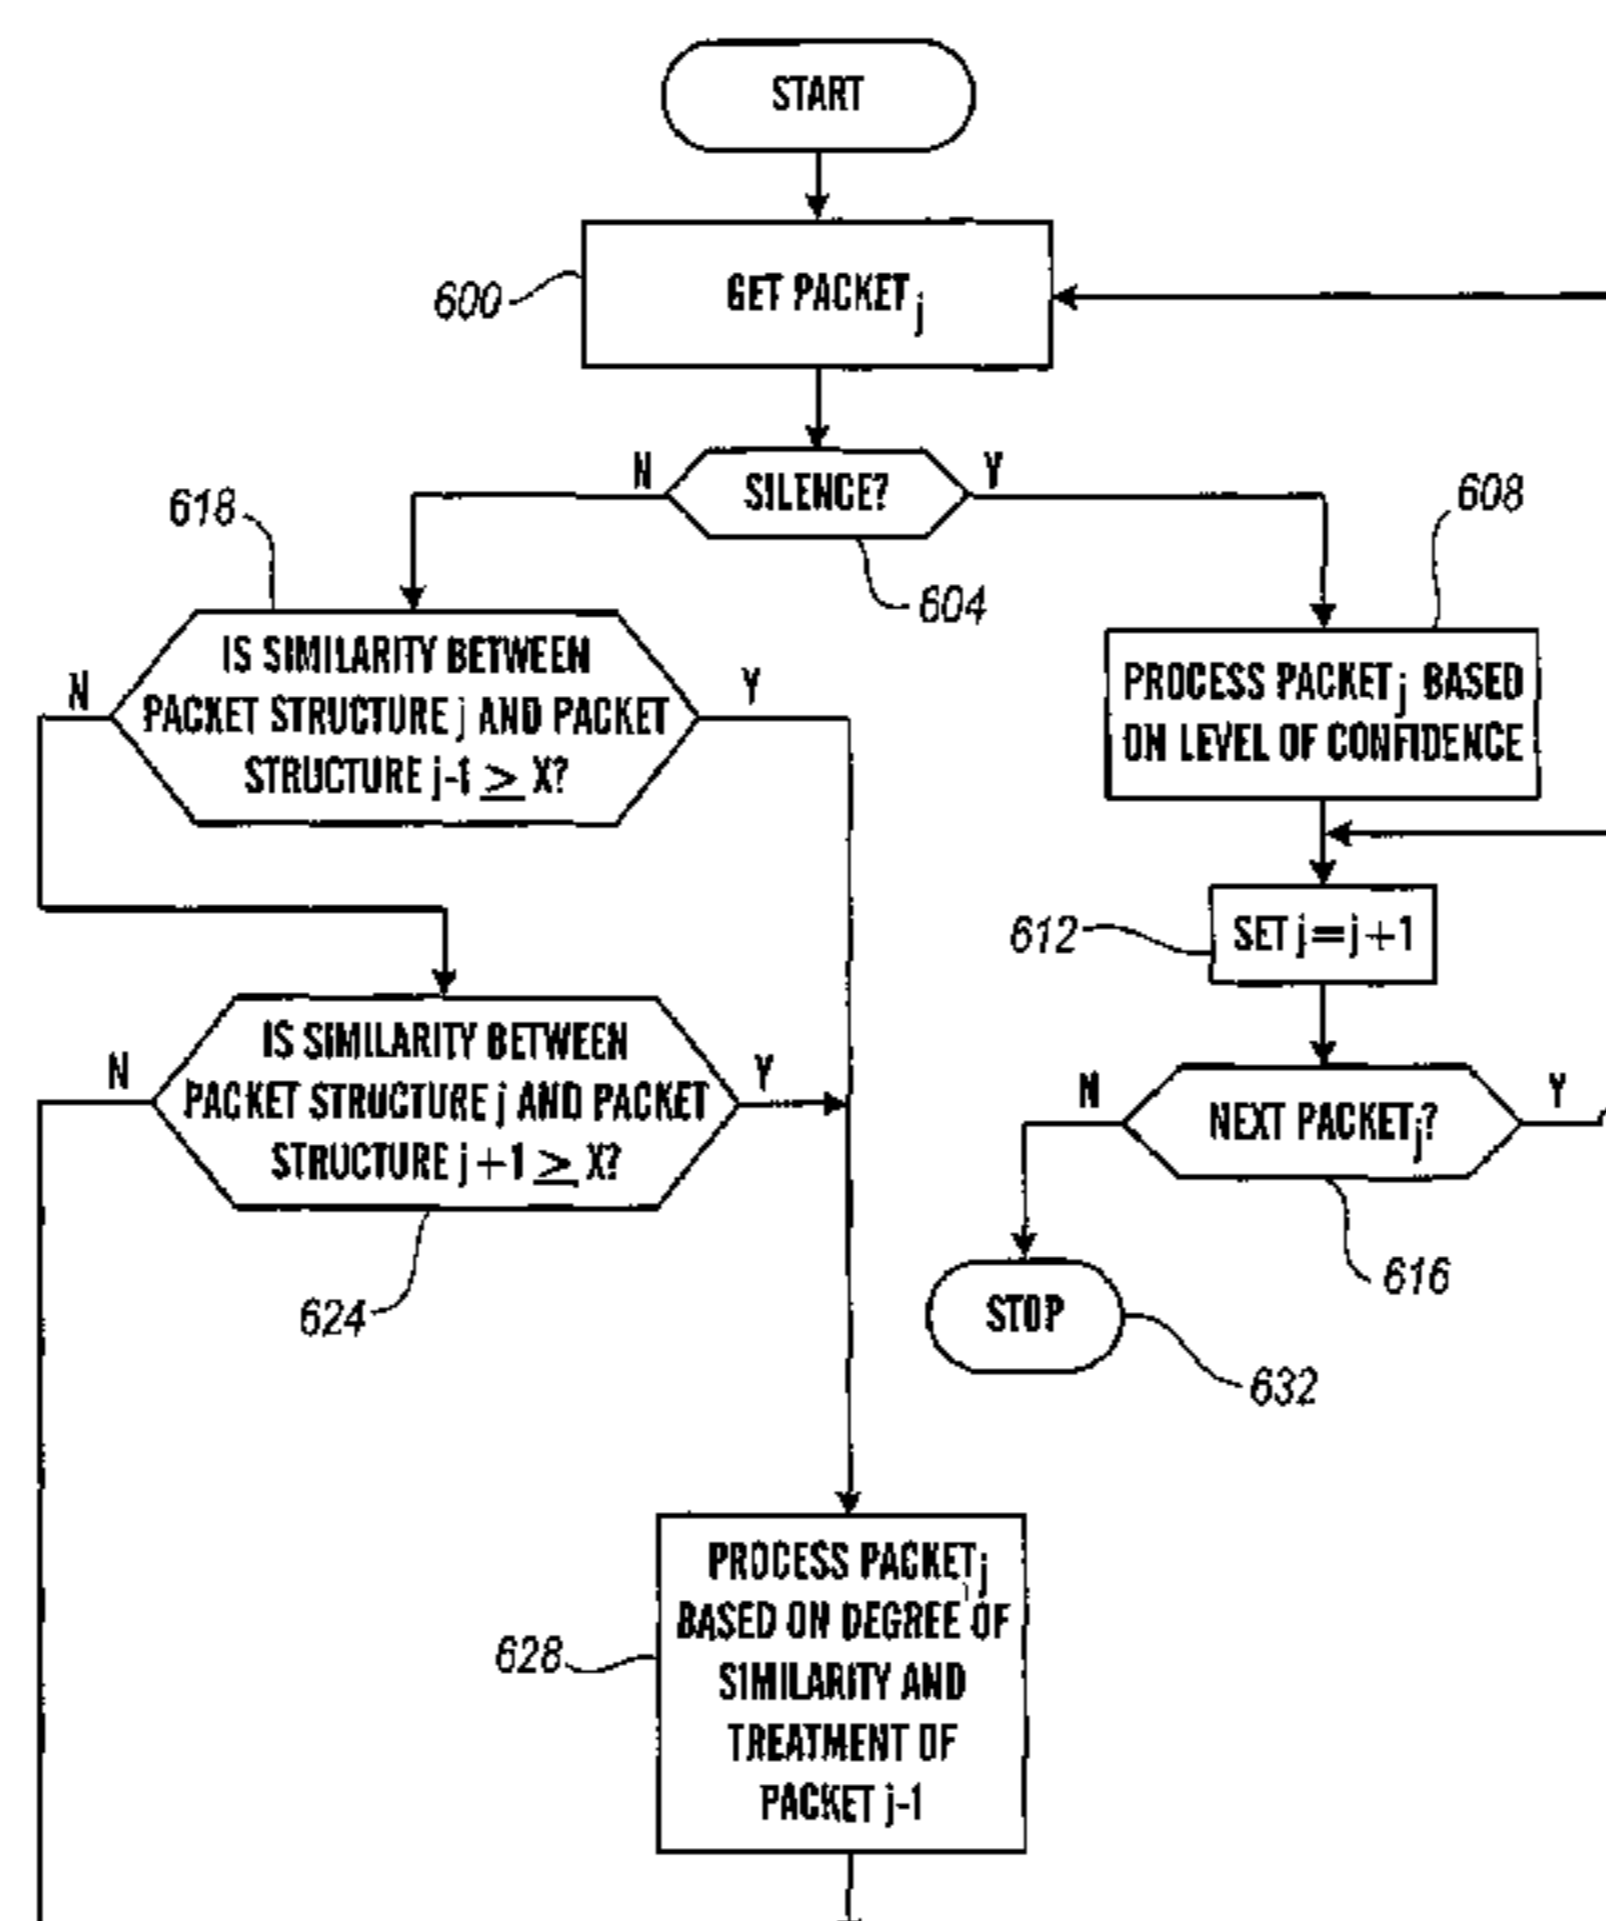 START
600
GET PACKET j
N
SILENCE?
Y
604
618
608
N
IS SIMILARITY BETWEEN
PACKET STRUCTURE j AND PACKET
STRUCTURE j-1 ≥ X?
Y
PROCESS PACKET j BASED
ON LEVEL OF CONFIDENCE
612
SET j=j+1
N
IS SIMILARITY BETWEEN
PACKET STRUCTURE j AND PACKET
STRUCTURE j+1 ≥ X?
Y
624
N
NEXT PACKET j?
Y
616
STOP
632
628
PROCESS PACKET j
BASED ON DEGREE OF
SIMILARITY AND
TREATMENT OF
PACKET j-1